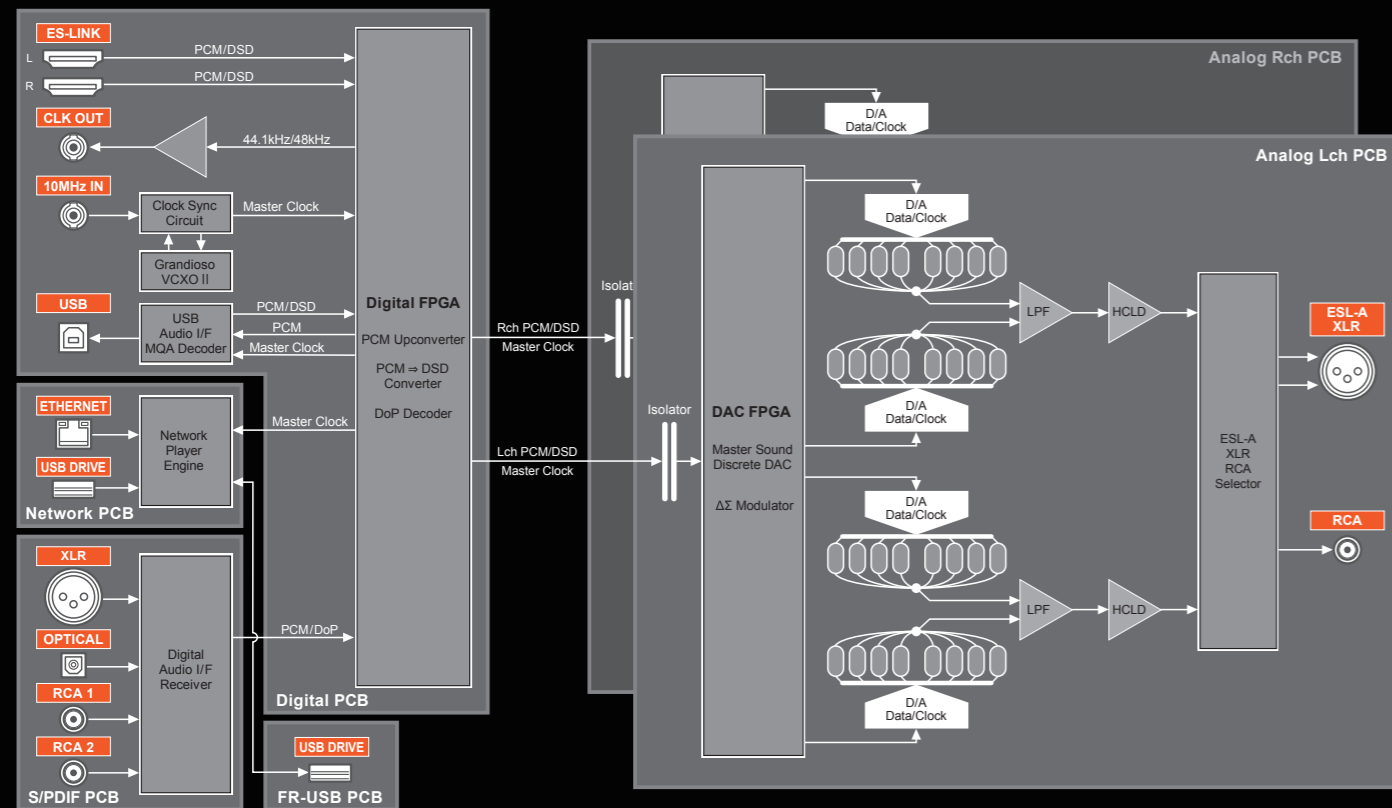 ES-LINK
L
PCM/DSD
R
PCM/DSD
CLK OUT
44.1kHz/48kHz
10MHz IN
Clock Sync
Circuit
Master Clock
Grandioso
VCXO II
USB
USB
Audio I/F
MQA Decoder
PCM/DSD
PCM
Master Clock
Digital FPGA
PCM Upconverter
PCM ⇒ DSD
Converter
DoP Decoder
ETHERNET
USB DRIVE
Network
Player
Engine
Master Clock
Network PCB
XLR
OPTICAL
RCA 1
RCA 2
Digital
Audio I/F
Receiver
PCM/DoP
S/PDIF PCB
Digital PCB
USB DRIVE
FR-USB PCB
Rch PCM/DSD
Master Clock
Lch PCM/DSD
Master Clock
Isolat
Isolator
Analog Rch PCB
D/A
Data/Clock
Analog Lch PCB
DAC FPGA
Master Sound
Discrete DAC
ΔΣ Modulator
D/A
Data/Clock
D/A
Data/Clock
LPF
HCLD
D/A
Data/Clock
D/A
Data/Clock
LPF
HCLD
ESL-A
XLR
RCA
Selector
ESL-A
XLR
RCA